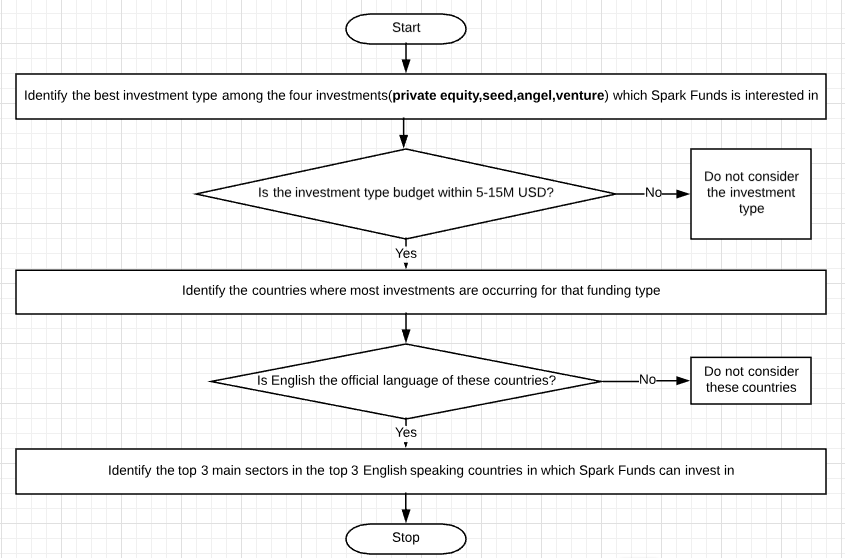 Start
Identify the best investment type among the four investments(private equity,seed,angel,venture) which Spark Funds is interested in
Is the investment type budget within 5-15M USD?
No
Do not consider
the investment
type
Yes
Identify the countries where most investments are occurring for that funding type
Is English the official language of these countries?
No
Do not consider
these countries
Yes
Identify the top 3 main sectors in the top 3 English speaking countries in which Spark Funds can invest in
Stop